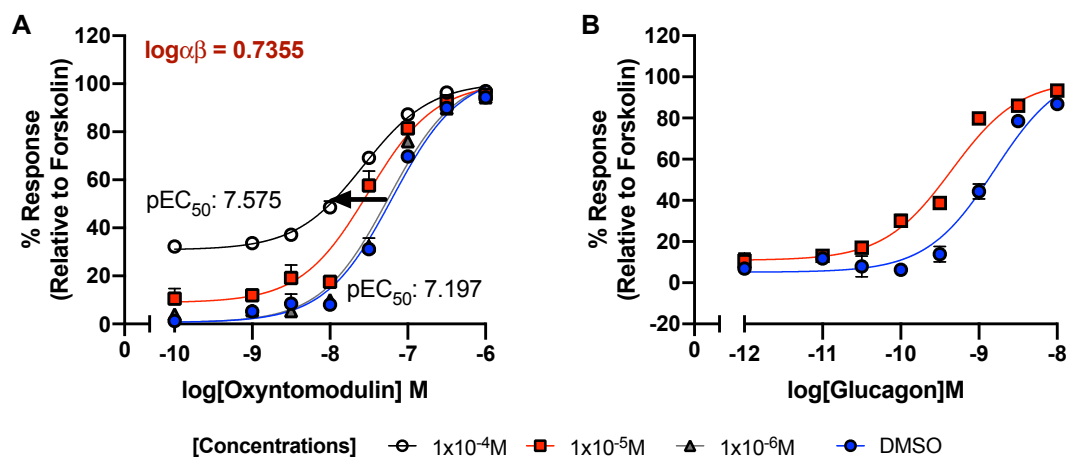 A
logαβ = 0.7355
% Response
(Relative to Forskolin)
120
100
80
60
40
20
0
pEC₅₀: 7.575
pEC₅₀: 7.197
0
-10
-9
-8
-7
-6
log[Oxyntomodulin] M
B
% Response
(Relative to Forskolin)
120
100
80
60
40
20
0
-20
0
-12
-11
-10
-9
-8
log[Glucagon]M
[Concentrations] 1x10⁻⁴M 1x10⁻⁵M 1x10⁻⁶M DMSO